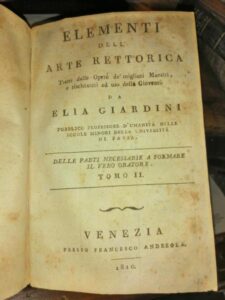 ELEMENTI
DELL'
ARTE RETTORICA
Tratti dalle Opere de' migliori Maestri,
e rischiarati ad uso della Gioventù
DA
ELIA GIARDINI
PUBBLICO PROFESSORE D'UMANITÀ NELLE
SCUOLE MINORI DELLA UNIVERSITÀ
DI PAVIA.
DELLE PARTI NECESSARIE A FORMARE
IL VERO ORATORE.
TOMO II.
VENEZIA
PRESSO FRANCESCO ANDREOLA.
1810.